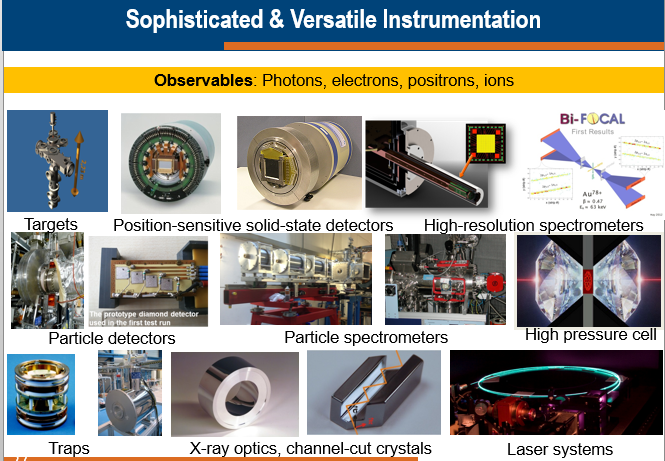 Sophisticated & Versatile Instrumentation
Observables: Photons, electrons, positrons, ions
Bi-FOCAL
First Results
Au78+
β = 0.47
Targets
Position-sensitive solid-state detectors
High-resolution spectrometers
The prototype diamond detector
used in the first test run
Particle detectors
Particle spectrometers
High pressure cell
Traps
X-ray optics, channel-cut crystals
Laser systems